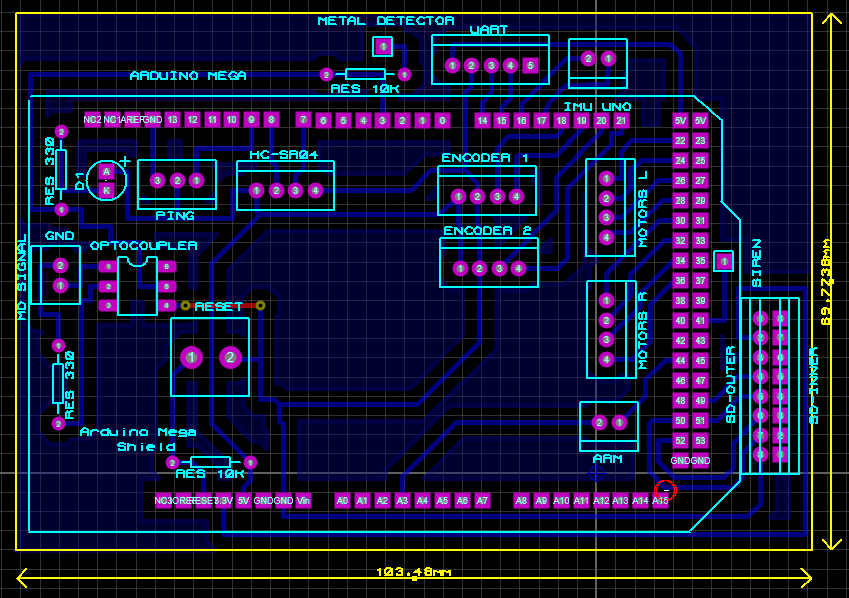 METAL DETECTOR
UART
1
1 2 3 4 5
2 1
ARDUINO MEGA
2 1
RES 10K
IMU UNO
NC2 NC1 AREF GND 13 12 11 10 9 8 7 6 5 4 3 2 1 0 14 15 16 17 18 19 20 21 5V 5V
2
RES 330
1
D1
A
K
+
3 2 1
PING
HC-SR04
1 2 3 4
ENCODER 1
1 2 3 4
ENCODER 2
1 2 3 4
MOTORS L
1
2
3
4
MOTORS R
1
2
3
4
22 23
24 25
26 27
28 29
30 31
32 33
34 35
36 37
38 39
40 41
42 43
44 45
46 47
48 49
50 51
52 53
GND GND
1
SIREN
SD-OUTER
SD-INNER
GND
MD SIGNAL
2
1
OPTOCOUPLER
1 6
2 5
3 4
RESET
1 2
1
RES 330
2
Arduino Mega
Shield
2 1
RES 10K
2 1
ARM
NC3 IOREF RESET 3.3V 5V GND GND Vin A0 A1 A2 A3 A4 A5 A6 A7 A8 A9 A10 A11 A12 A13 A14 A15
103.48mm